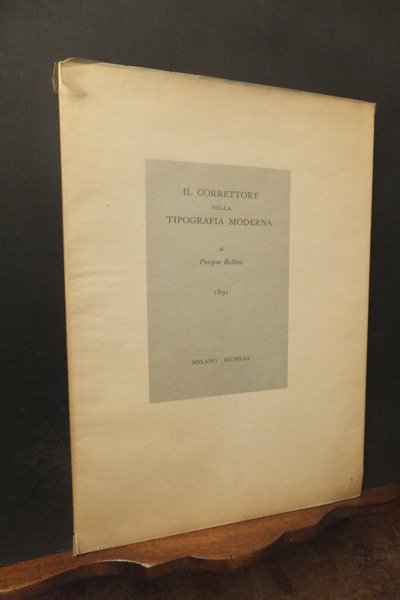 IL CORRETTORE
NELLA
TIPOGRAFIA MODERNA
di
Pompeo Bettini
1891
MILANO MCMLXI